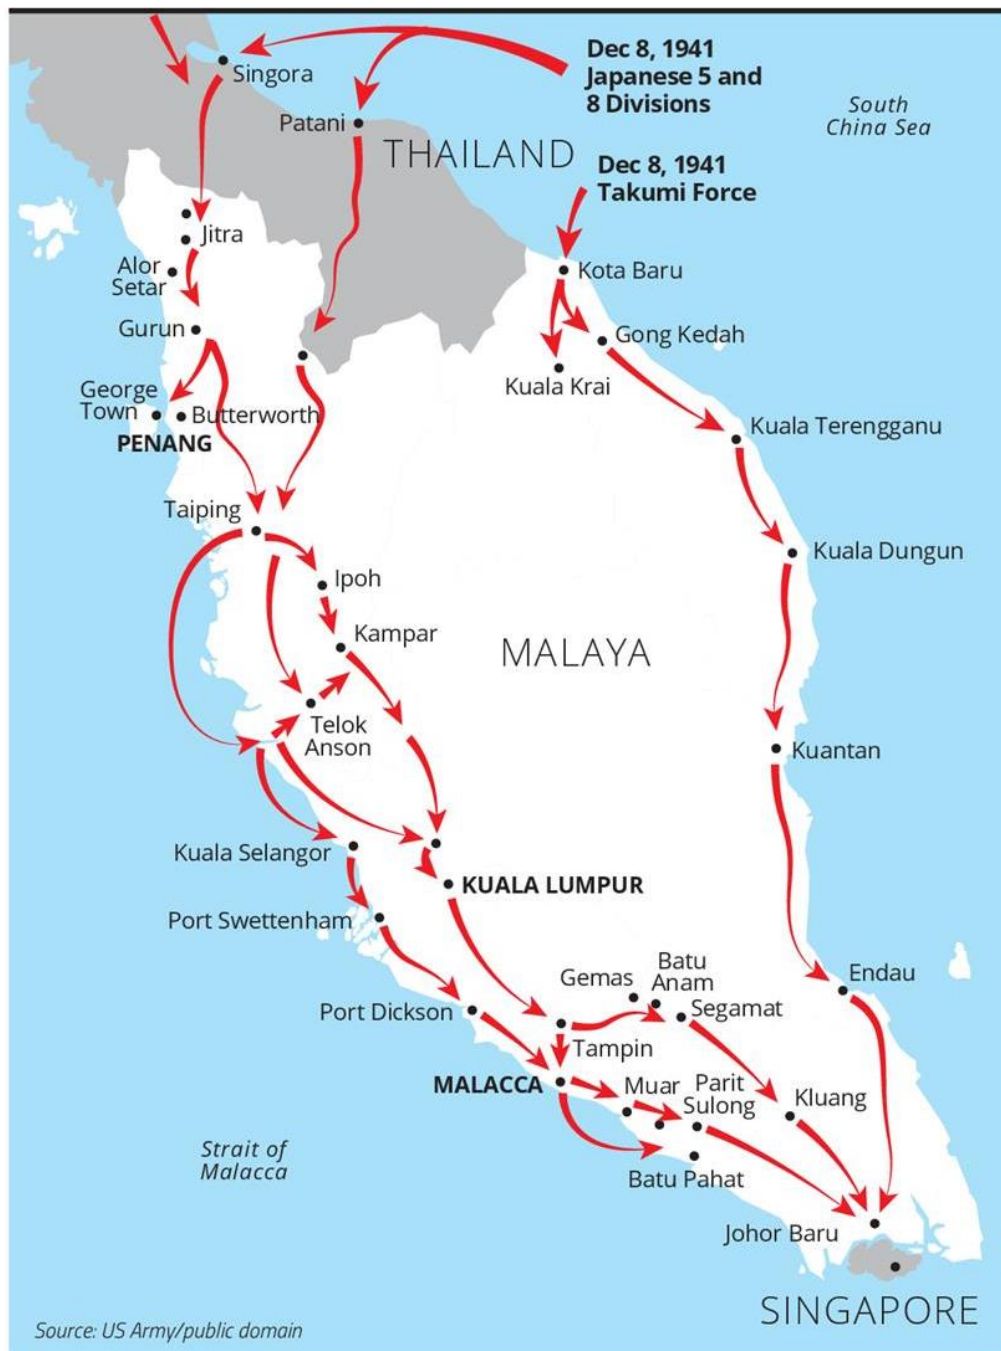 Dec 8, 1941
Japanese 5 and
8 Divisions
South
China Sea
Singora
Patani
THAILAND
Dec 8, 1941
Takumi Force
Jitra
Alor
Setar
Kota Baru
Gurun
Gong Kedah
Kuala Krai
George
Town
Butterworth
PENANG
Kuala Terengganu
Taiping
Kuala Dungun
Ipoh
Kampar
MALAYA
Telok
Anson
Kuantan
Kuala Selangor
KUALA LUMPUR
Port Swettenham
Gemas
Batu
Anam
Segamat
Endau
Port Dickson
Tampin
MALACCA
Muar
Parit
Sulong
Kluang
Strait of
Malacca
Batu Pahat
Johor Baru
SINGAPORE
Source: US Army/public domain